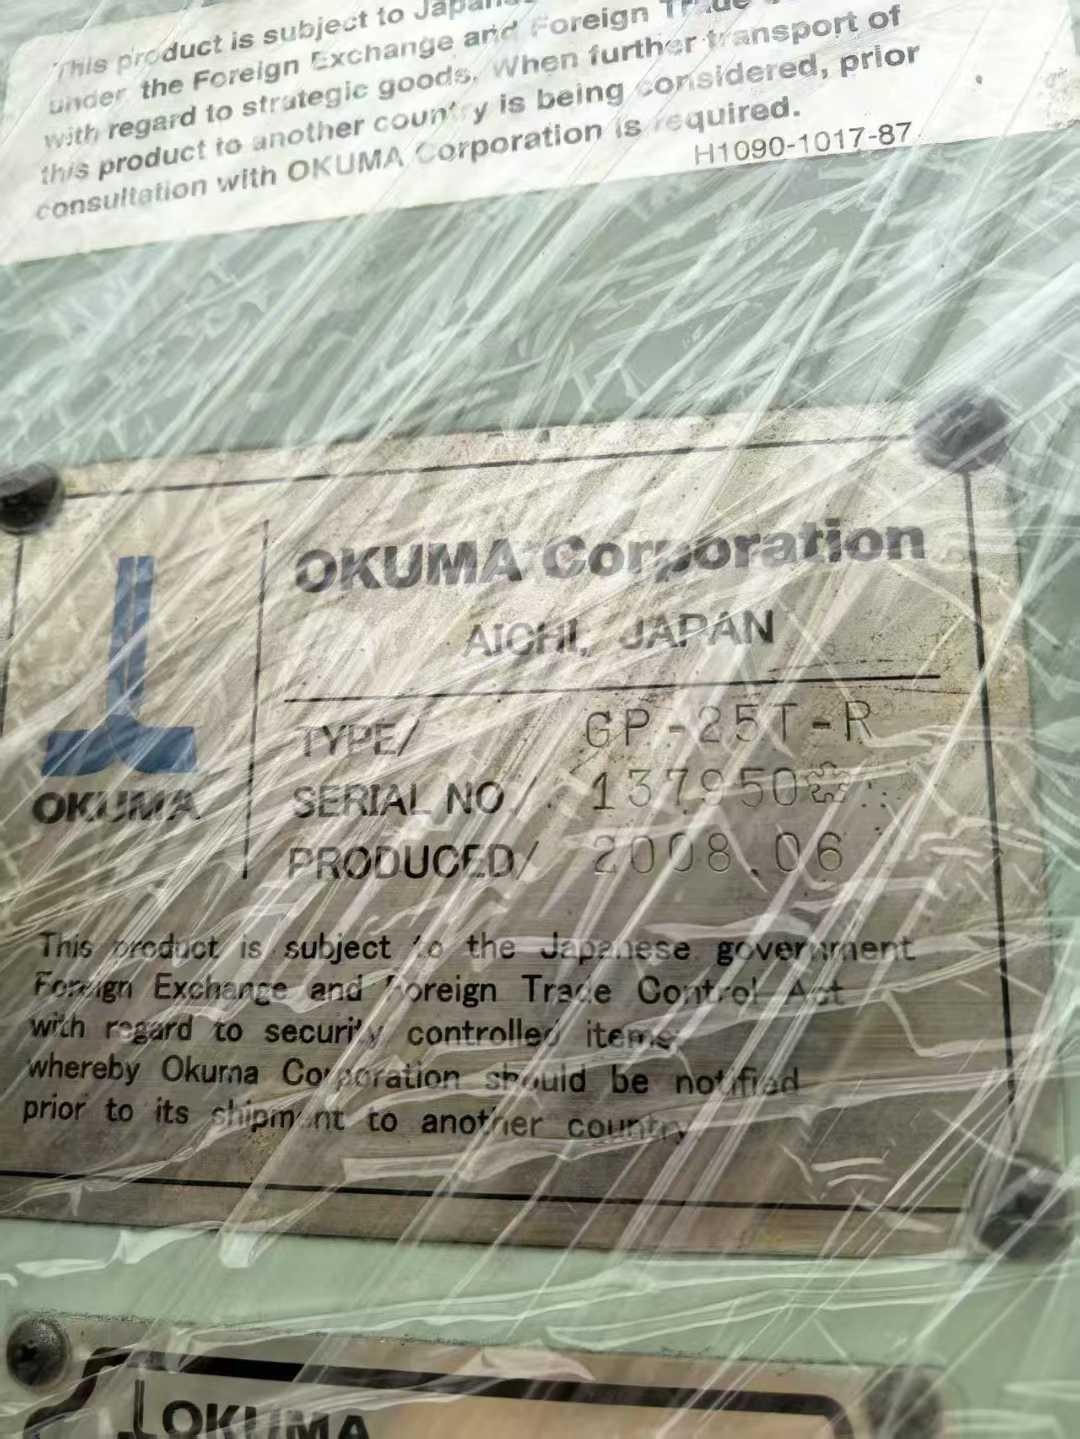 This product is subject to
under the Foreign Exchange and Foreign Trade
with regard to strategic goods. When further transport of
this product to another country is being considered, prior
consultation with OKUMA Corporation is required.
H1090-1017-87
OKUMA Corporation
AICHI, JAPAN
TYPE/ GP-25T-R
SERIAL NO/ 137950
PRODUCED/ 2008.06
OKUMA
This product is subject to the Japanese government
Foreign Exchange and Foreign Trade Control Act
with regard to security controlled items
whereby Okuma Corporation should be notified
prior to its shipment to another country
OKUMA